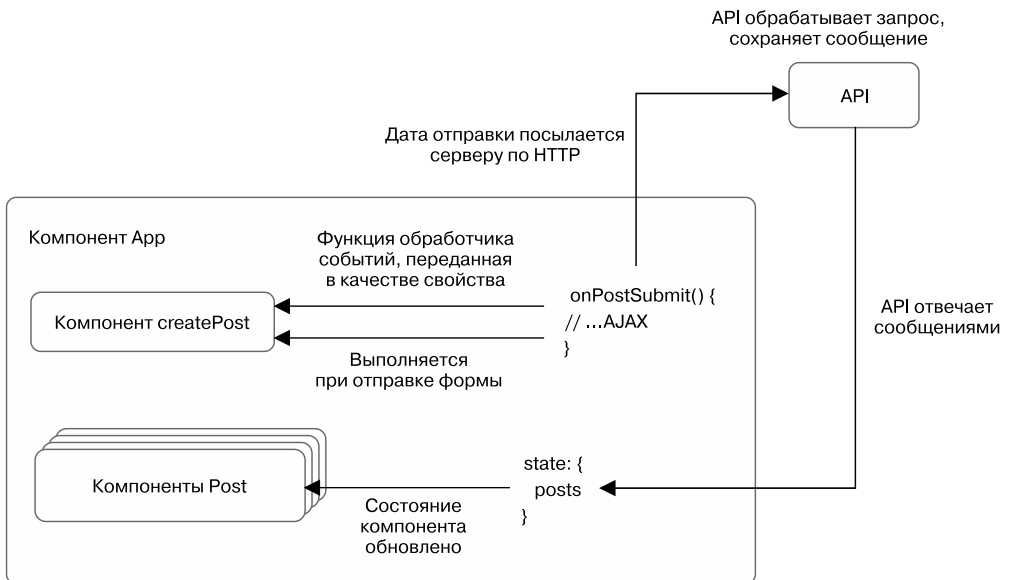 API обрабатывает запрос,
сохраняет сообщение
API
Дата отправки посылается
серверу по HTTP
Компонент App
Функция обработчика
событий, переданная
в качестве свойства
onPostSubmit() {
// ...AJAX
}
Компонент createPost
Выполняется
при отправке формы
API отвечает
сообщениями
Компоненты Post
state: {
posts
}
Состояние
компонента
обновлено